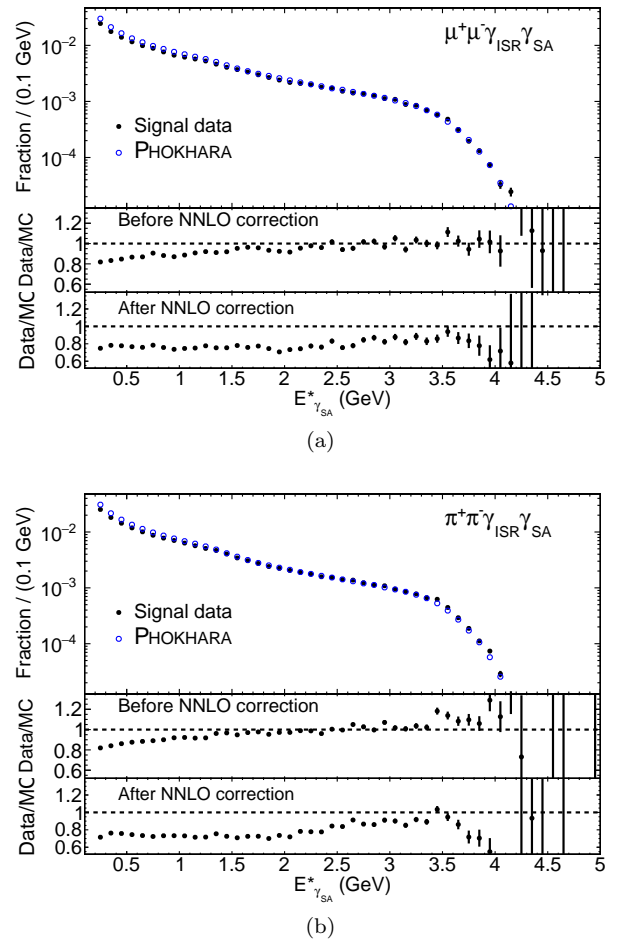 μ⁺μ⁻γ_ISR γ_SA
Fraction / (0.1 GeV)
10⁻²
10⁻³
10⁻⁴
Signal data
PHOKHARA
Data/MC
Before NNLO correction
1.2
1
0.8
0.6
Data/MC
After NNLO correction
1.2
1
0.8
0.6
0.5 1 1.5 2 2.5 3 3.5 4 4.5 5
E*_γSA (GeV)
(a)
π⁺π⁻γ_ISR γ_SA
Fraction / (0.1 GeV)
10⁻²
10⁻³
10⁻⁴
Signal data
PHOKHARA
Data/MC
Before NNLO correction
1.2
1
0.8
0.6
Data/MC
After NNLO correction
1.2
1
0.8
0.6
0.5 1 1.5 2 2.5 3 3.5 4 4.5 5
E*_γSA (GeV)
(b)